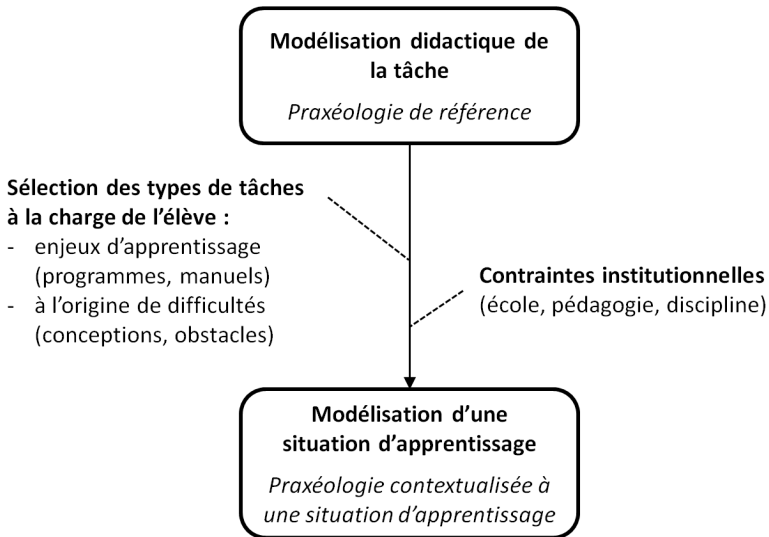 Modélisation didactique de
la tâche
Praxéologie de référence
Sélection des types de tâches
à la charge de l’élève :
- enjeux d’apprentissage
(programmes, manuels)
- à l’origine de difficultés
(conceptions, obstacles)
Contraintes institutionnelles
(école, pédagogie, discipline)
Modélisation d’une
situation d’apprentissage
Praxéologie contextualisée à
une situation d’apprentissage